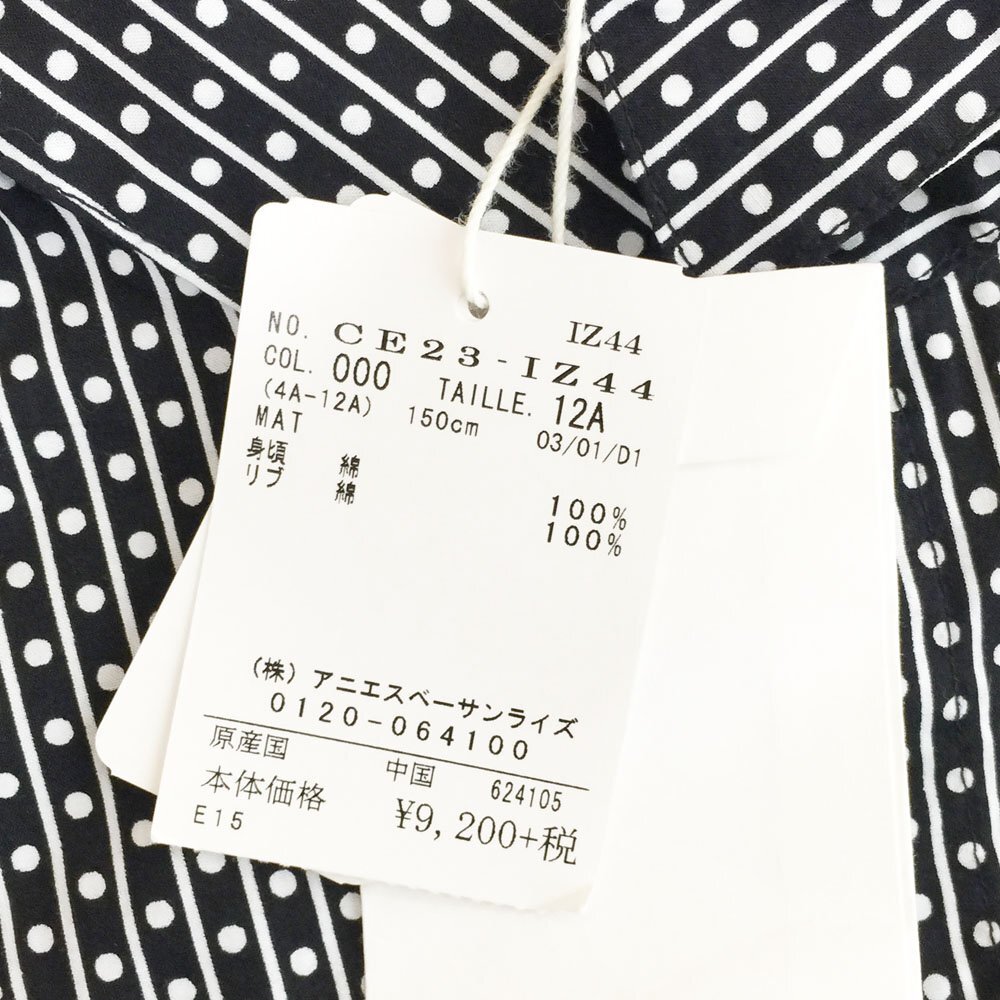 IZ44
NO. CE23-IZ44
COL. 000 TAILLE. 12A
(4A-12A) 150cm 03/01/D1
MAT
身頃 綿 100%
リブ 綿 100%
(株) アニエスベーサンライズ
0120-064100
原産国 中国 624105
本体価格 ¥9,200+税
E15